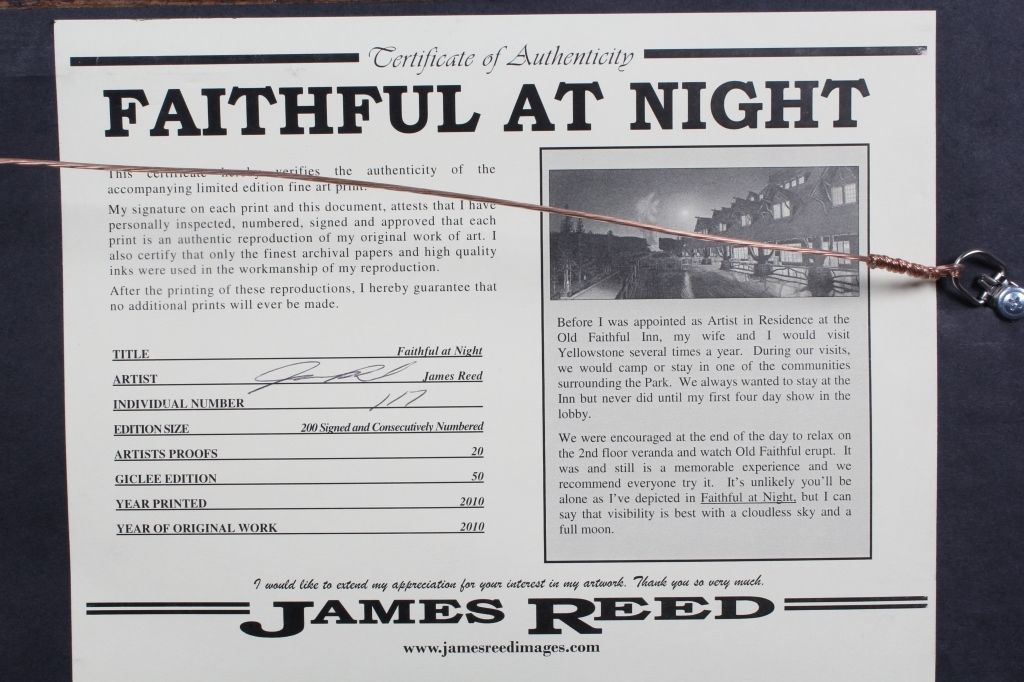 Certificate of Authenticity
FAITHFUL AT NIGHT
This certificate hereby verifies the authenticity of the
accompanying limited edition fine art print.
My signature on each print and this document, attests that I have
personally inspected, numbered, signed and approved that each
print is an authentic reproduction of my original work of art. I
also certify that only the finest archival papers and high quality
inks were used in the workmanship of my reproduction.
After the printing of these reproductions, I hereby guarantee that
no additional prints will ever be made.
TITLE Faithful at Night
ARTIST James Reed
INDIVIDUAL NUMBER 117
EDITION SIZE 200 Signed and Consecutively Numbered
ARTISTS PROOFS 20
GICLEE EDITION 50
YEAR PRINTED 2010
YEAR OF ORIGINAL WORK 2010
Before I was appointed as Artist in Residence at the
Old Faithful Inn, my wife and I would visit
Yellowstone several times a year. During our visits,
we would camp or stay in one of the communities
surrounding the Park. We always wanted to stay at the
Inn but never did until my first four day show in the
lobby.
We were encouraged at the end of the day to relax on
the 2nd floor veranda and watch Old Faithful erupt. It
was and still is a memorable experience and we
recommend everyone try it. It's unlikely you'll be
alone as I've depicted in Faithful at Night, but I can
say that visibility is best with a cloudless sky and a
full moon.
I would like to extend my appreciation for your interest in my artwork. Thank you so very much.
JAMES REED
www.jamesreedimages.com